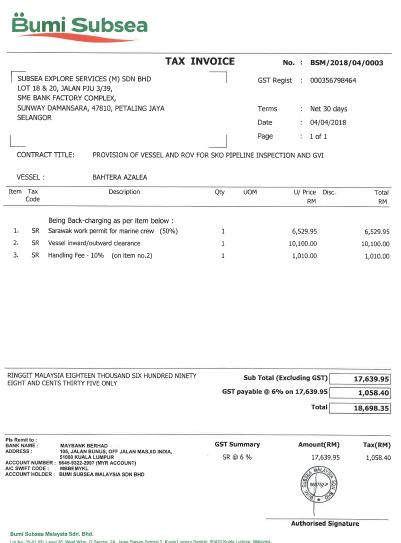 Bumi Subsea
TAX INVOICE No. : BSM/2018/04/0003
SUBSEA EXPLORE SERVICES (M) SDN BHD
LOT 18 & 20, JALAN PJU 3/39,
SME BANK FACTORY COMPLEX,
SUNWAY DAMANSARA, 47810, PETALING JAYA
SELANGOR
GST Regist : 000356798464
Terms : Net 30 days
Date : 04/04/2018
Page : 1 of 1
CONTRACT TITLE: PROVISION OF VESSEL AND ROV FOR SKO PIPELINE INSPECTION AND GVI
VESSEL : BAHTERA AZALEA
Item Tax Code Description Qty UOM U/ Price RM Disc. Total RM
Being Back-charging as per item below :
1. SR Sarawak work permit for marine crew (50%) 1 6,529.95 6,529.95
2. SR Vessel inward/outward clearance 1 10,100.00 10,100.00
3. SR Handling Fee - 10% (on item no.2) 1 1,010.00 1,010.00
RINGGIT MALAYSIA EIGHTEEN THOUSAND SIX HUNDRED NINETY
EIGHT AND CENTS THIRTY FIVE ONLY
Sub Total (Excluding GST) 17,639.95
GST payable @ 6% on 17,639.95 1,058.40
Total 18,698.35
Pls Remit to :
BANK NAME : MAYBANK BERHAD
ADDRESS : 105, JALAN BUNUS, OFF JALAN MASJID INDIA,
51000 KUALA LUMPUR
ACCOUNT NUMBER : 5648-9322-2997 (MYR ACCOUNT)
A/C SWIFT CODE : MBBEMYKL
ACCOUNT HOLDER : BUMI SUBSEA MALAYSIA SDN BHD
GST Summary Amount(RM) Tax(RM)
SR @ 6 % 17,639.95 1,058.40
Authorised Signature
Bumi Subsea Malaysia Sdn. Bhd.